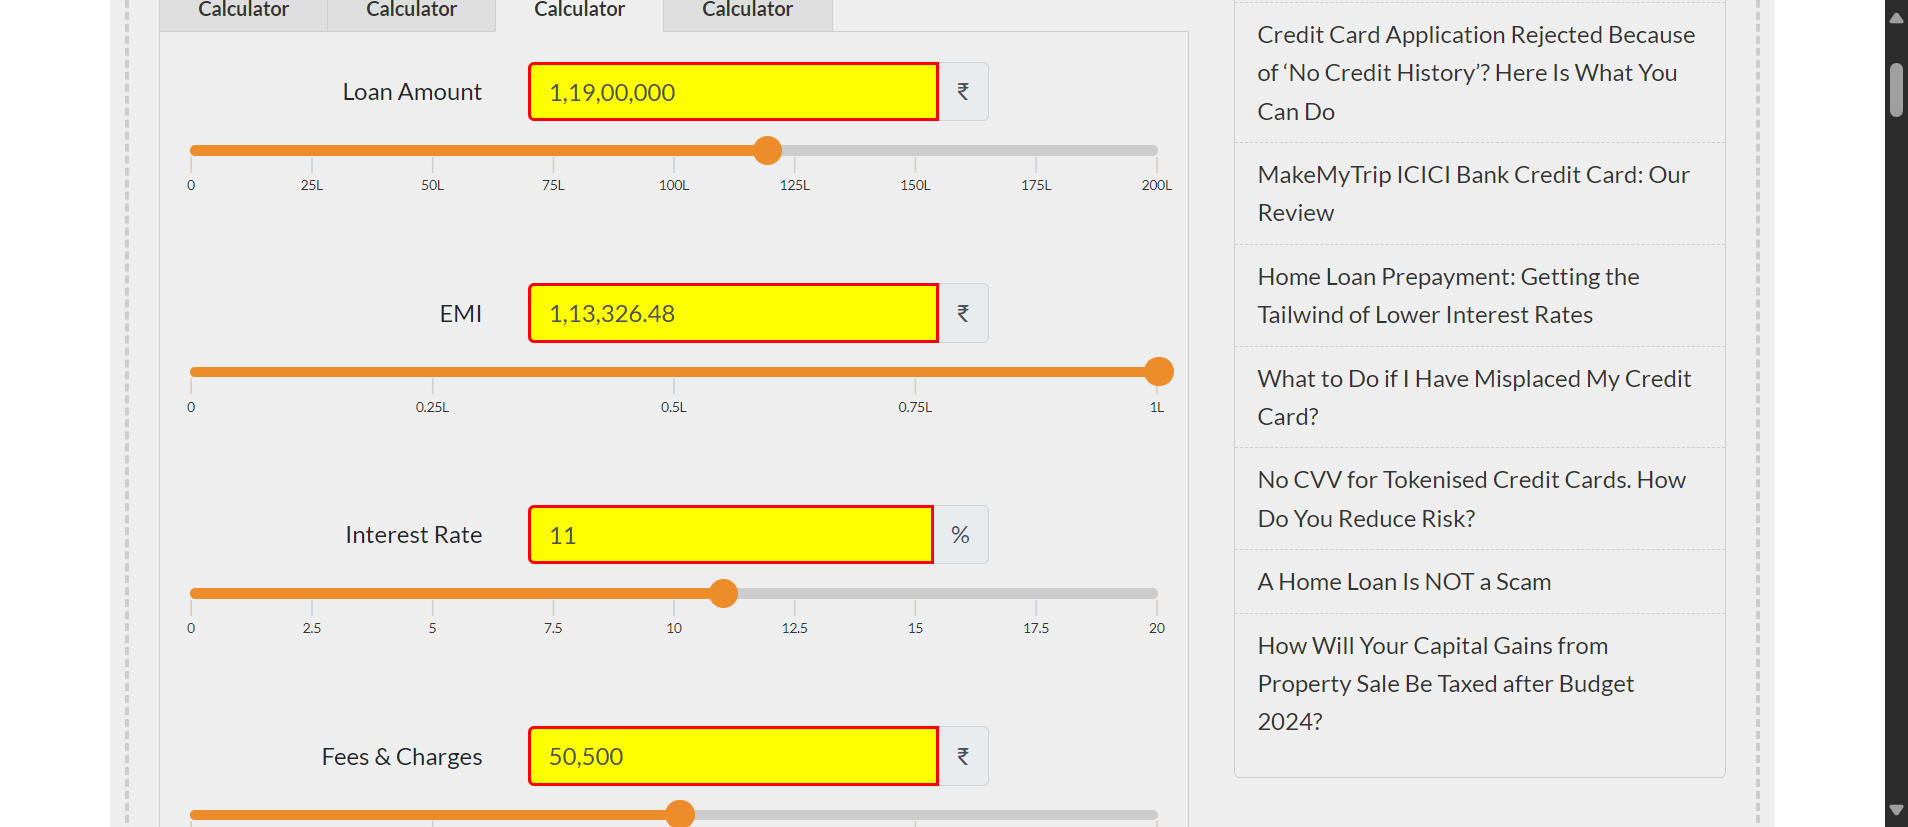 Calculator Calculator Calculator Calculator
Loan Amount 1,19,00,000 ₹
0 25L 50L 75L 100L 125L 150L 175L 200L
EMI 1,13,326.48 ₹
0 0.25L 0.5L 0.75L 1L
Interest Rate 11 %
0 2.5 5 7.5 10 12.5 15 17.5 20
Fees & Charges 50,500 ₹
Credit Card Application Rejected Because
of ‘No Credit History’? Here Is What You
Can Do
MakeMyTrip ICICI Bank Credit Card: Our
Review
Home Loan Prepayment: Getting the
Tailwind of Lower Interest Rates
What to Do if I Have Misplaced My Credit
Card?
No CVV for Tokenised Credit Cards. How
Do You Reduce Risk?
A Home Loan Is NOT a Scam
How Will Your Capital Gains from
Property Sale Be Taxed after Budget
2024?